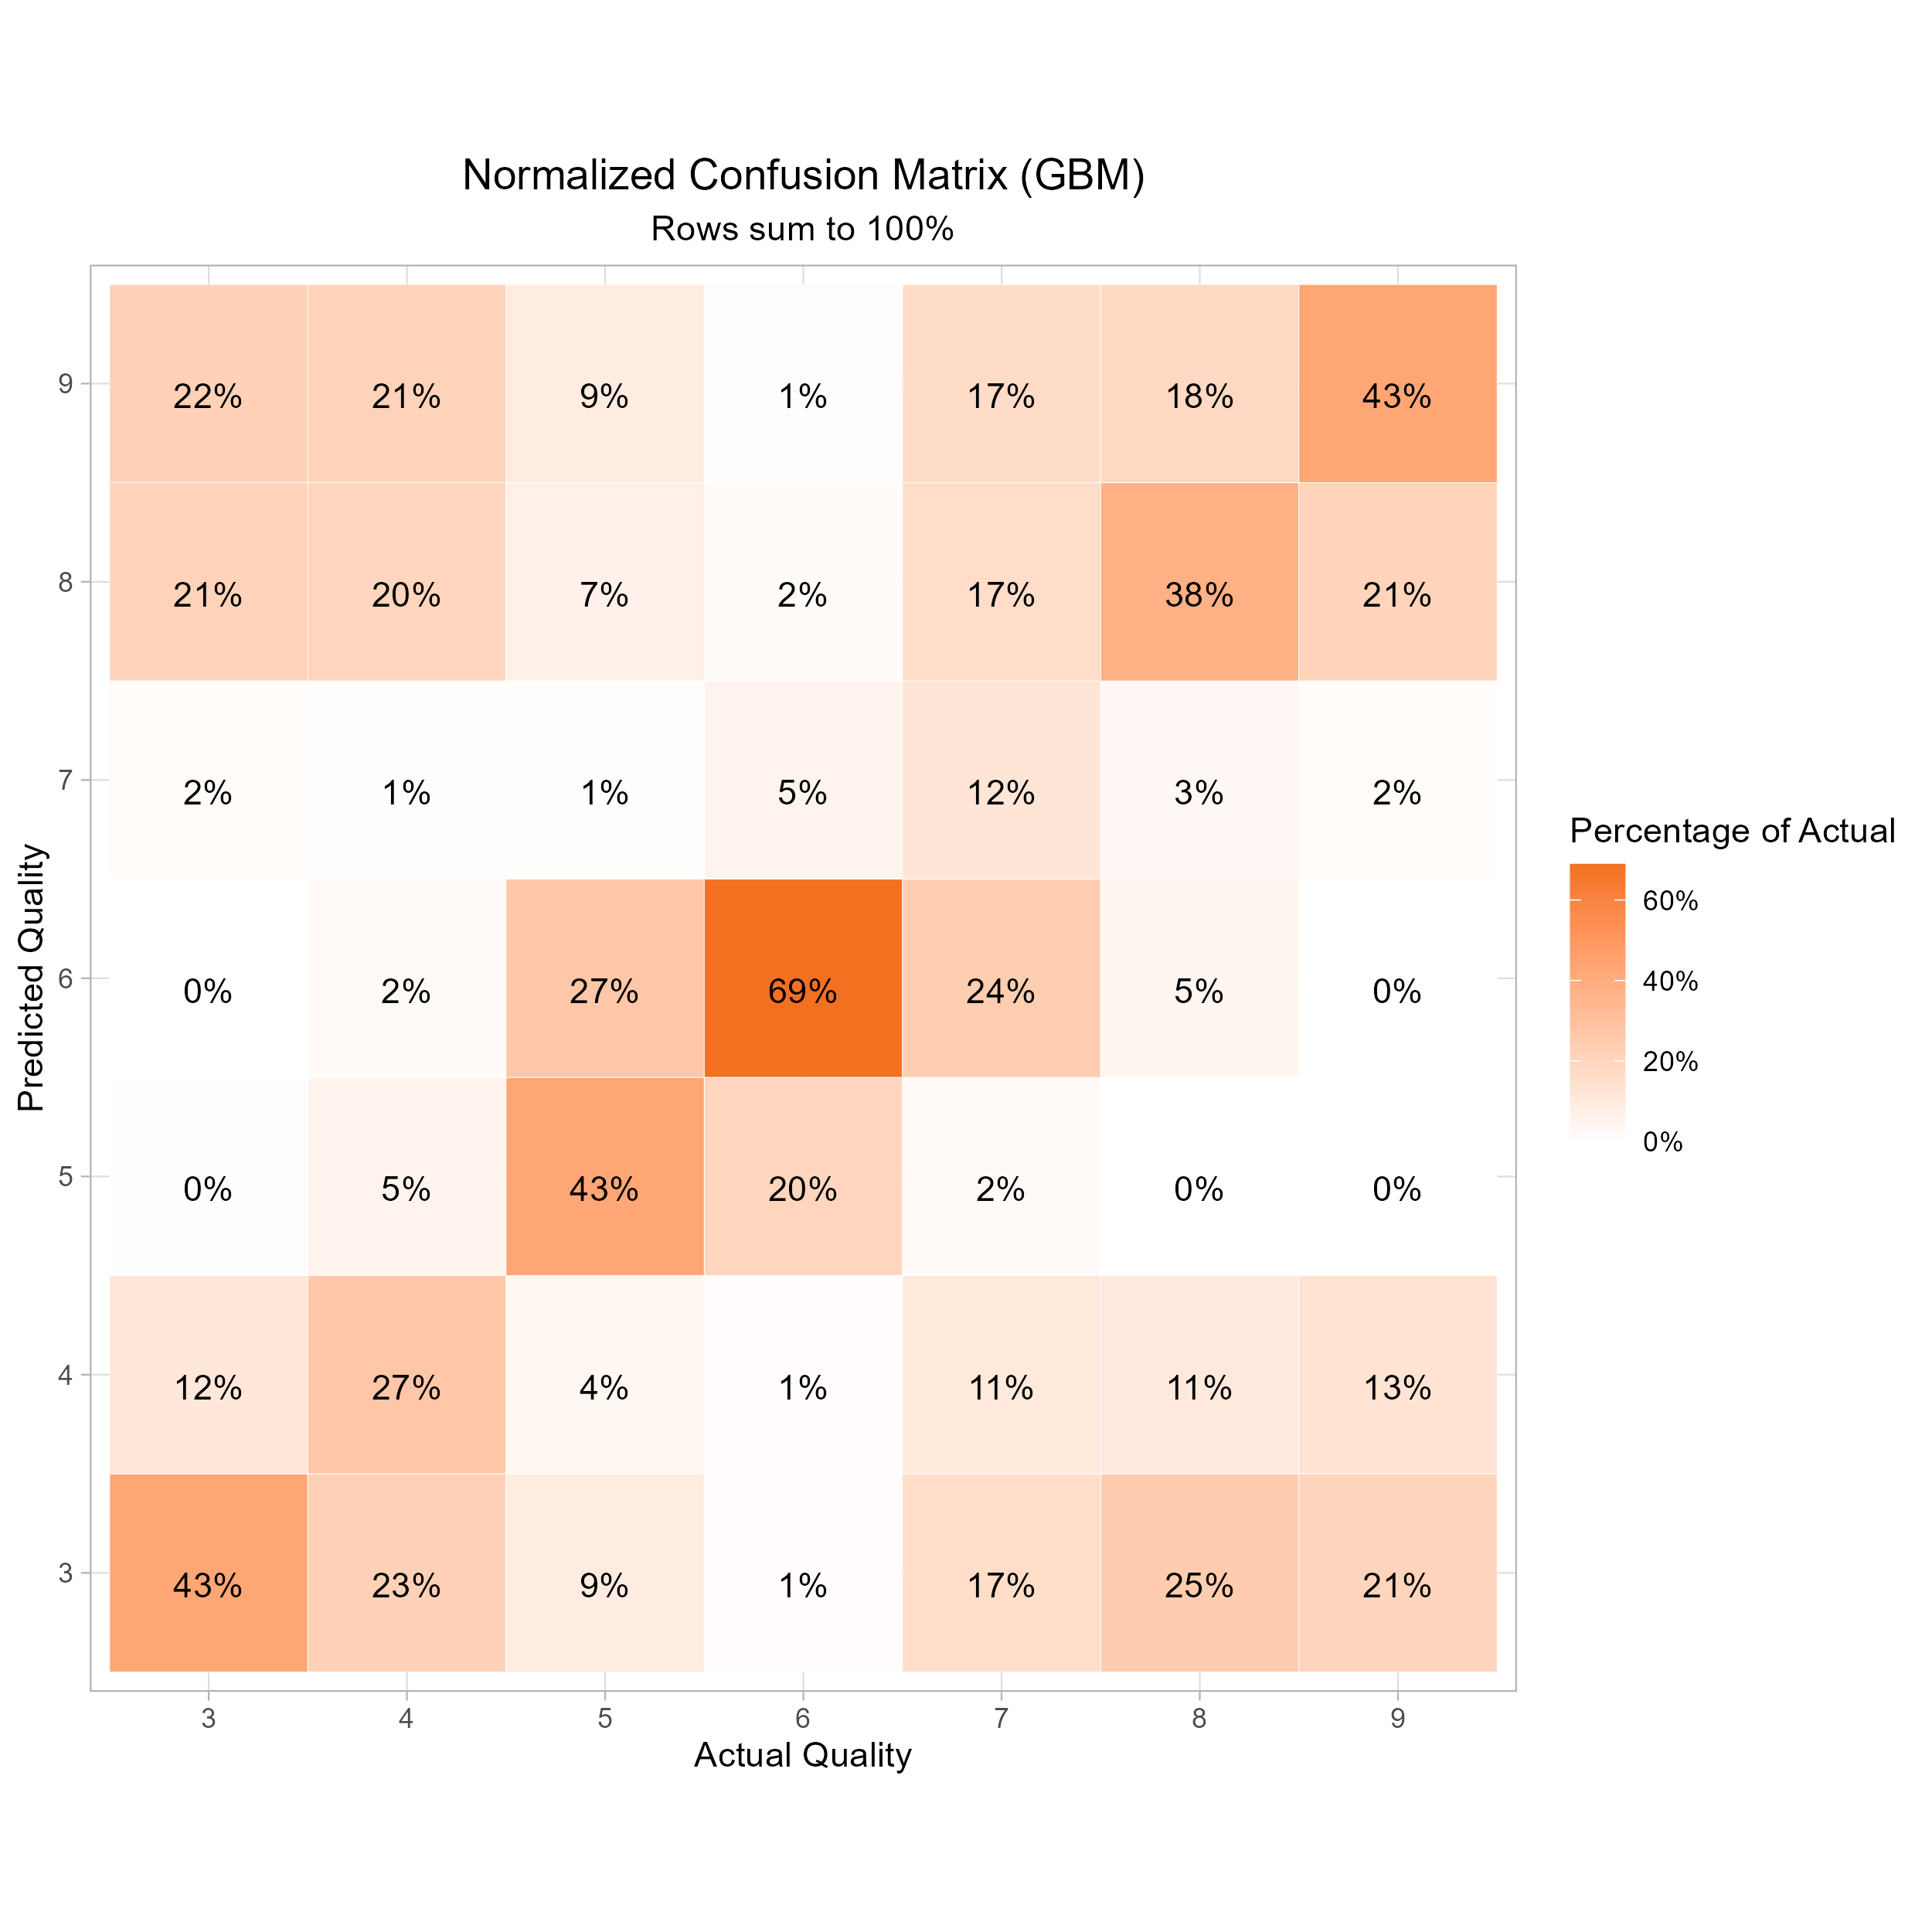 Normalized Confusion Matrix (GBM)
Rows sum to 100%
Predicted Quality
9 22% 21% 9% 1% 17% 18% 43%
8 21% 20% 7% 2% 17% 38% 21%
7 2% 1% 1% 5% 12% 3% 2%
6 0% 2% 27% 69% 24% 5% 0%
5 0% 5% 43% 20% 2% 0% 0%
4 12% 27% 4% 1% 11% 11% 13%
3 43% 23% 9% 1% 17% 25% 21%
3 4 5 6 7 8 9
Actual Quality
Percentage of Actual
60%
40%
20%
0%